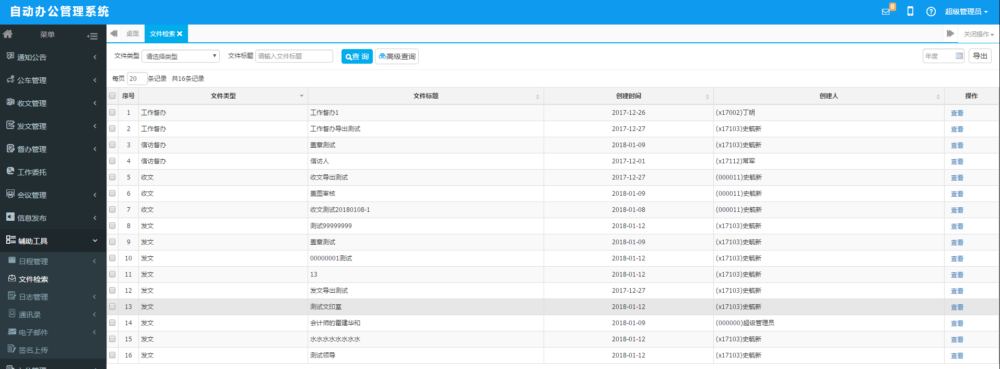 自动办公管理系统
0
超级管理员
菜单
桌面
文件检索
关闭操作
通知公告
公车管理
收文管理
发文管理
督办管理
工作委托
会议管理
信息发布
辅助工具
日程管理
文件检索
日志管理
通讯录
电子邮件
签名上传
文件类型 请选择类型 文件标题 请输入文件标题 查 询 高级查询 年度 导出
每页 20 条记录 共16条记录
序号 文件类型 文件标题 创建时间 创建人 操作
1 工作督办 工作督办1 2017-12-26 (x17002)丁明 查看
2 工作督办 工作督办导出测试 2017-12-27 (x17103)史毓新 查看
3 信访督办 盖章测试 2018-01-09 (x17103)史毓新 查看
4 信访督办 信访人 2017-12-01 (x17112)常军 查看
5 收文 收文导出测试 2017-12-27 (000011)史毓新 查看
6 收文 盖图审核 2018-01-09 (000011)史毓新 查看
7 收文 收文测试20180108-1 2018-01-08 (000011)史毓新 查看
8 发文 测试99999999 2018-01-12 (x17103)史毓新 查看
9 发文 盖章测试 2018-01-09 (x17103)史毓新 查看
10 发文 00000001测试 2018-01-12 (x17103)史毓新 查看
11 发文 13 2018-01-12 (x17103)史毓新 查看
12 发文 发文导出测试 2017-12-27 (x17103)史毓新 查看
13 发文 测试文印室 2018-01-12 (x17103)史毓新 查看
14 发文 会计师的霍建华和 2018-01-09 (000000)超级管理员 查看
15 发文 水水水水水水水水 2018-01-12 (x17103)史毓新 查看
16 发文 测试领导 2018-01-12 (x17103)史毓新 查看